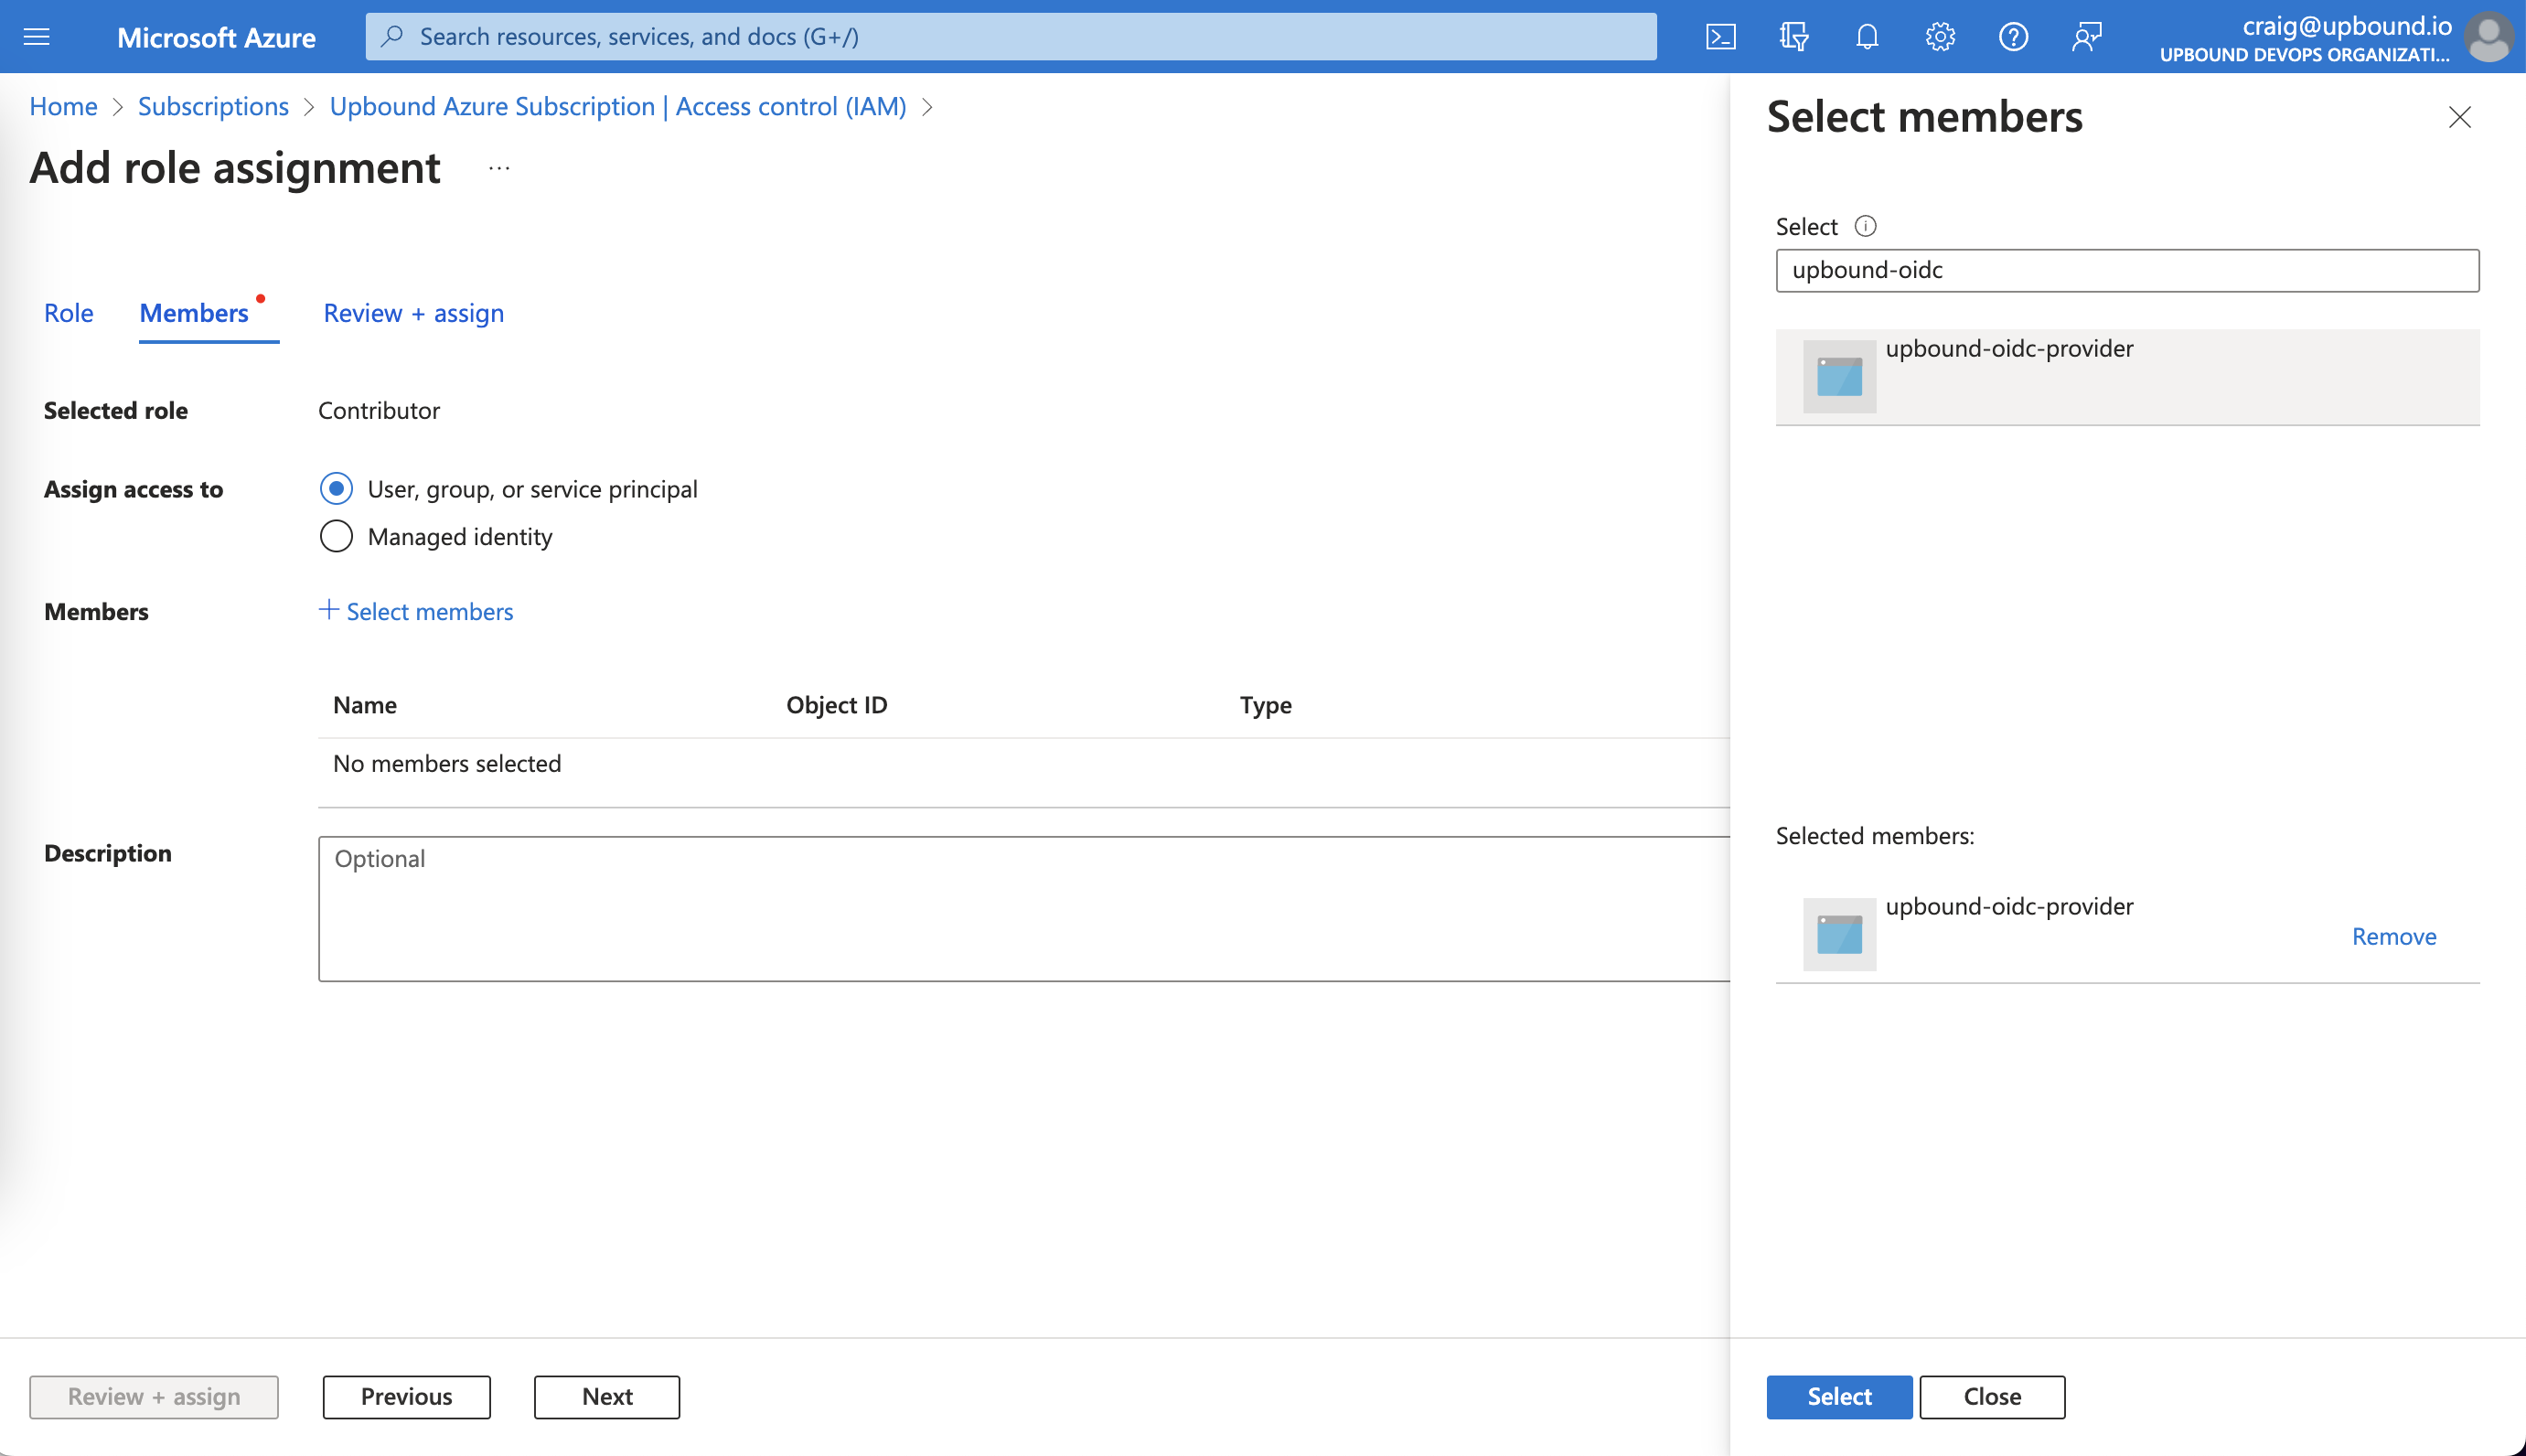 Microsoft Azure
Search resources, services, and docs (G+/)
craig@upbound.io
UPBOUND DEVOPS ORGANIZATI...
Home > Subscriptions > Upbound Azure Subscription | Access control (IAM) >
Add role assignment ...
Role Members Review + assign
Selected role Contributor
Assign access to User, group, or service principal
Managed identity
Members + Select members
Name Object ID Type
No members selected
Description Optional
Review + assign Previous Next
Select members
Select
upbound-oidc
upbound-oidc-provider
Selected members:
upbound-oidc-provider
Remove
Select Close